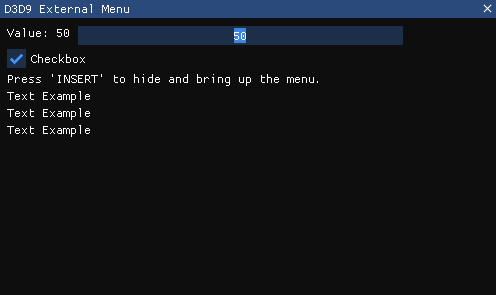 D3D9 External Menu
Value: 50 50
Checkbox
Press 'INSERT' to hide and bring up the menu.
Text Example
Text Example
Text Example